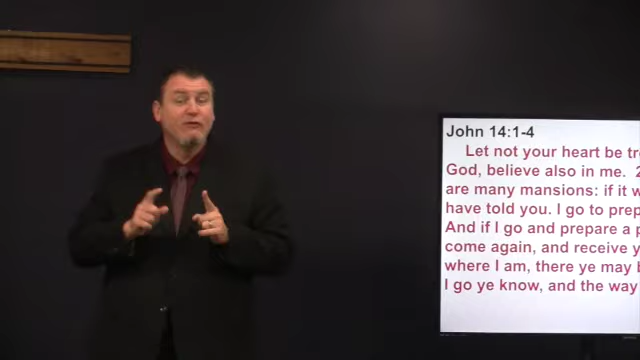 John 14:1-4
Let not your heart be
God, believe also in me.
are many mansions: if it
have told you. I go to
And if I go and prepare a
come again, and receive
where I am, there ye may
I go ye know, and the way